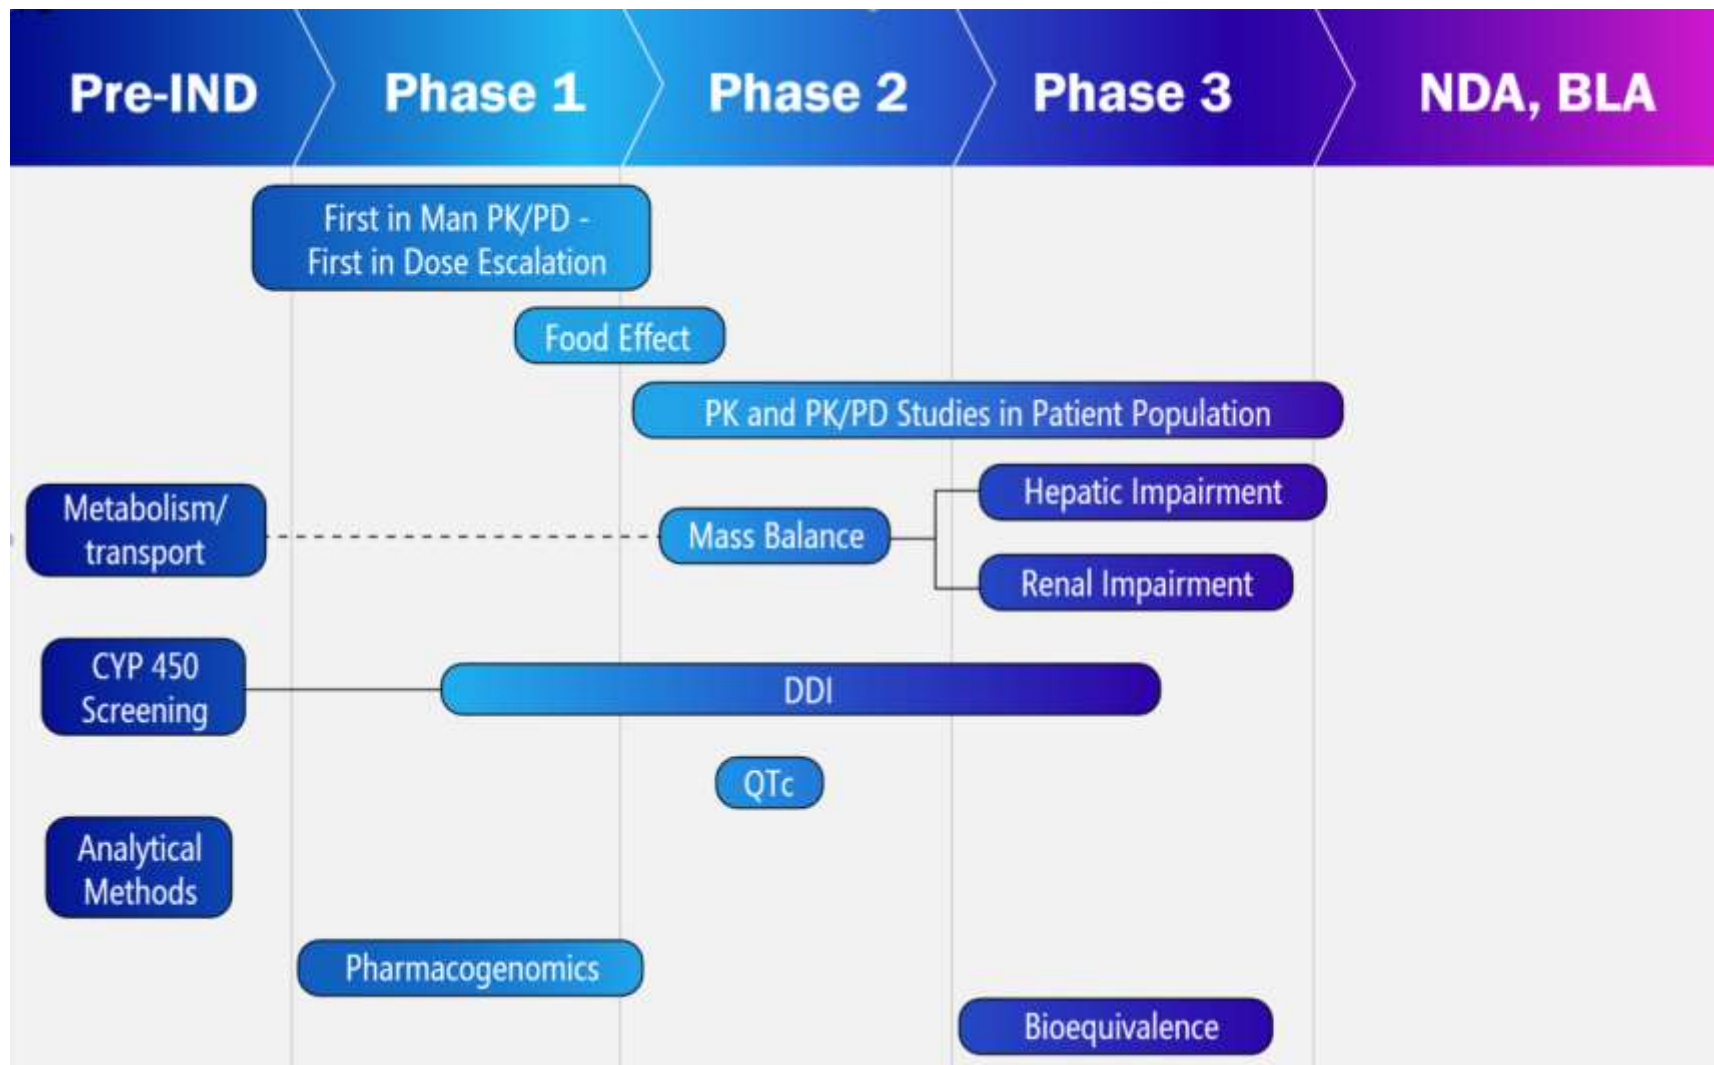 Pre-IND
Phase 1
Phase 2
Phase 3
NDA, BLA
First in Man PK/PD -
First in Dose Escalation
Food Effect
PK and PK/PD Studies in Patient Population
Metabolism/
transport
Mass Balance
Hepatic Impairment
Renal Impairment
CYP 450
Screening
DDI
QTc
Analytical
Methods
Pharmacogenomics
Bioequivalence